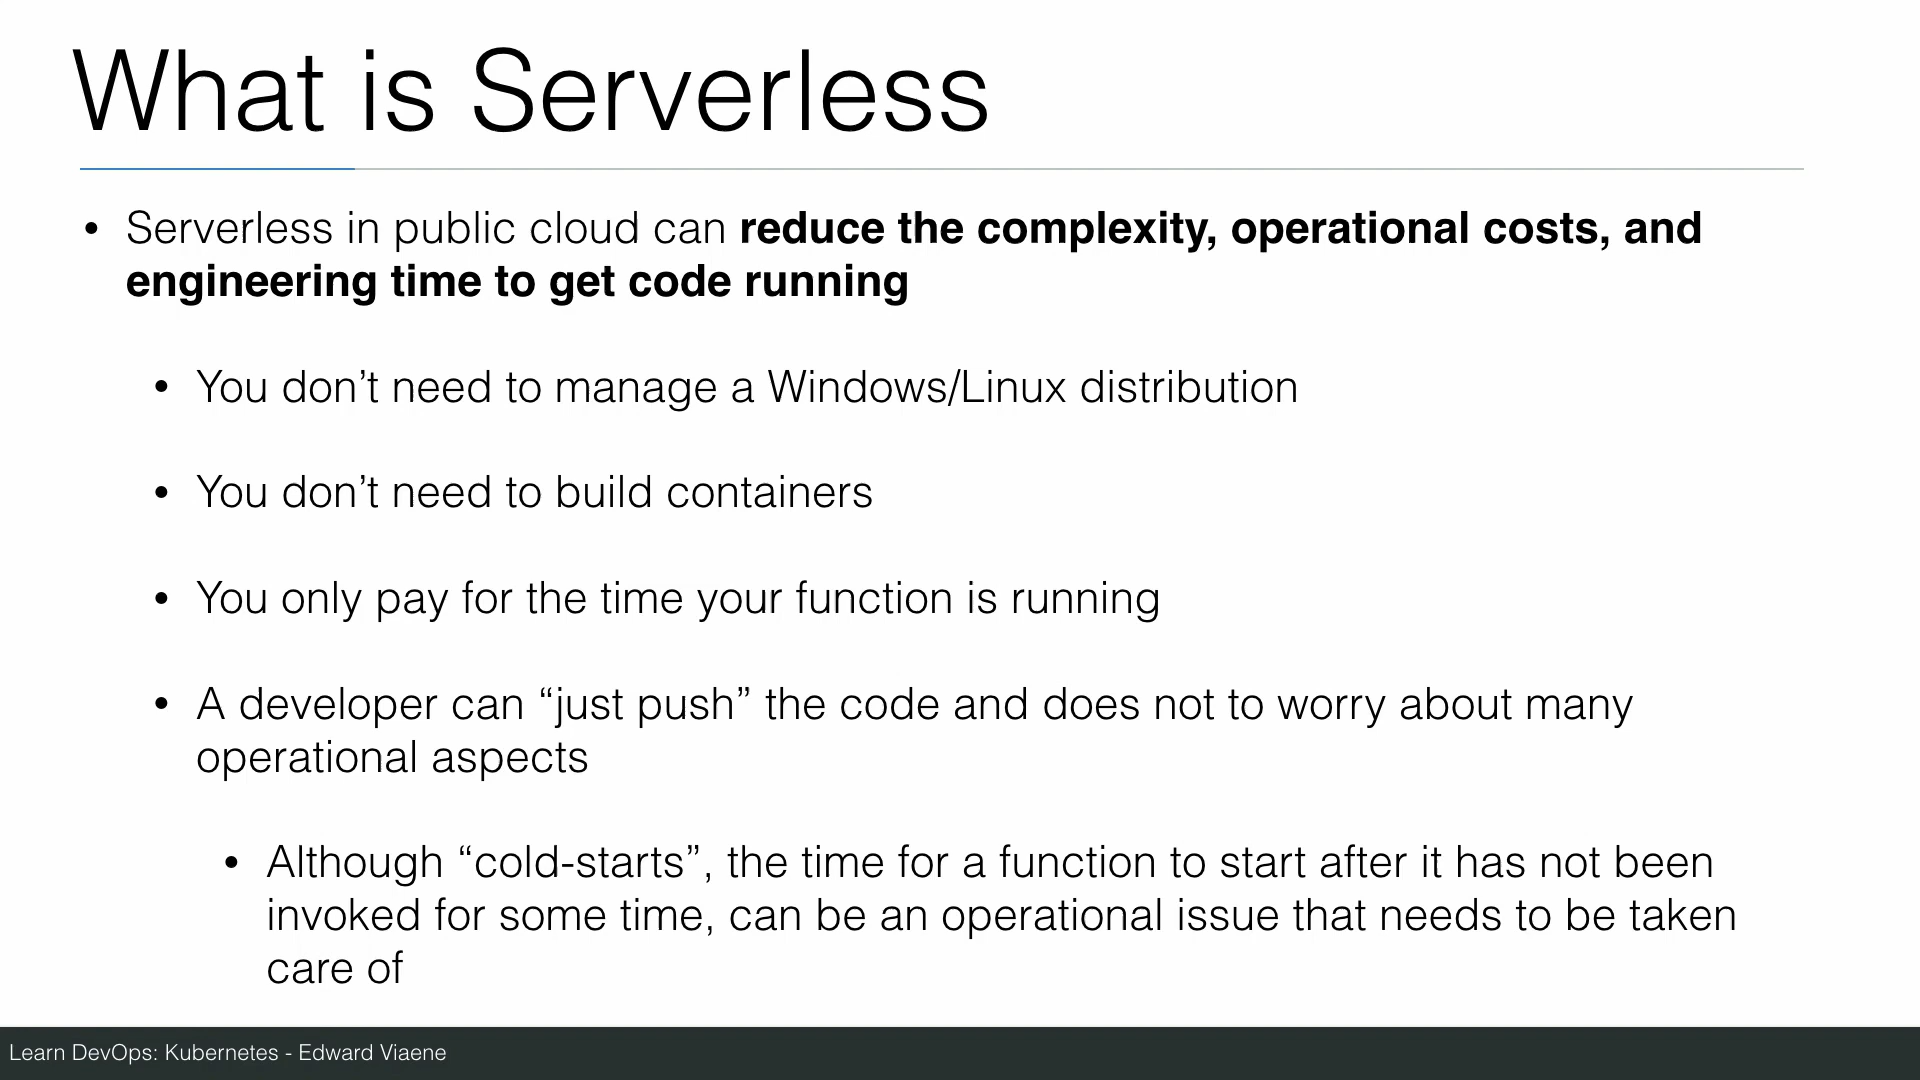 What is Serverless
• Serverless in public cloud can reduce the complexity, operational costs, and
engineering time to get code running
• You don’t need to manage a Windows/Linux distribution
• You don’t need to build containers
• You only pay for the time your function is running
• A developer can “just push” the code and does not to worry about many
operational aspects
• Although “cold-starts”, the time for a function to start after it has not been
invoked for some time, can be an operational issue that needs to be taken
care of
Learn DevOps: Kubernetes - Edward Viaene